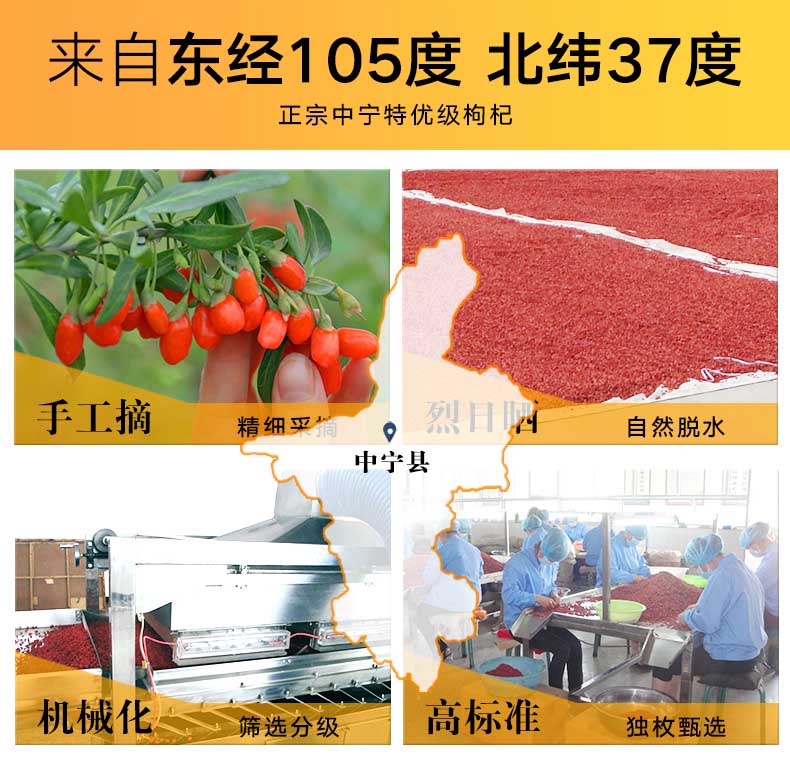 来自东经105度 北纬37度
正宗中宁特优级枸杞
手工摘 精细采摘
烈日晒 自然脱水
中宁县
机械化 筛选分级
高标准 独枚甄选